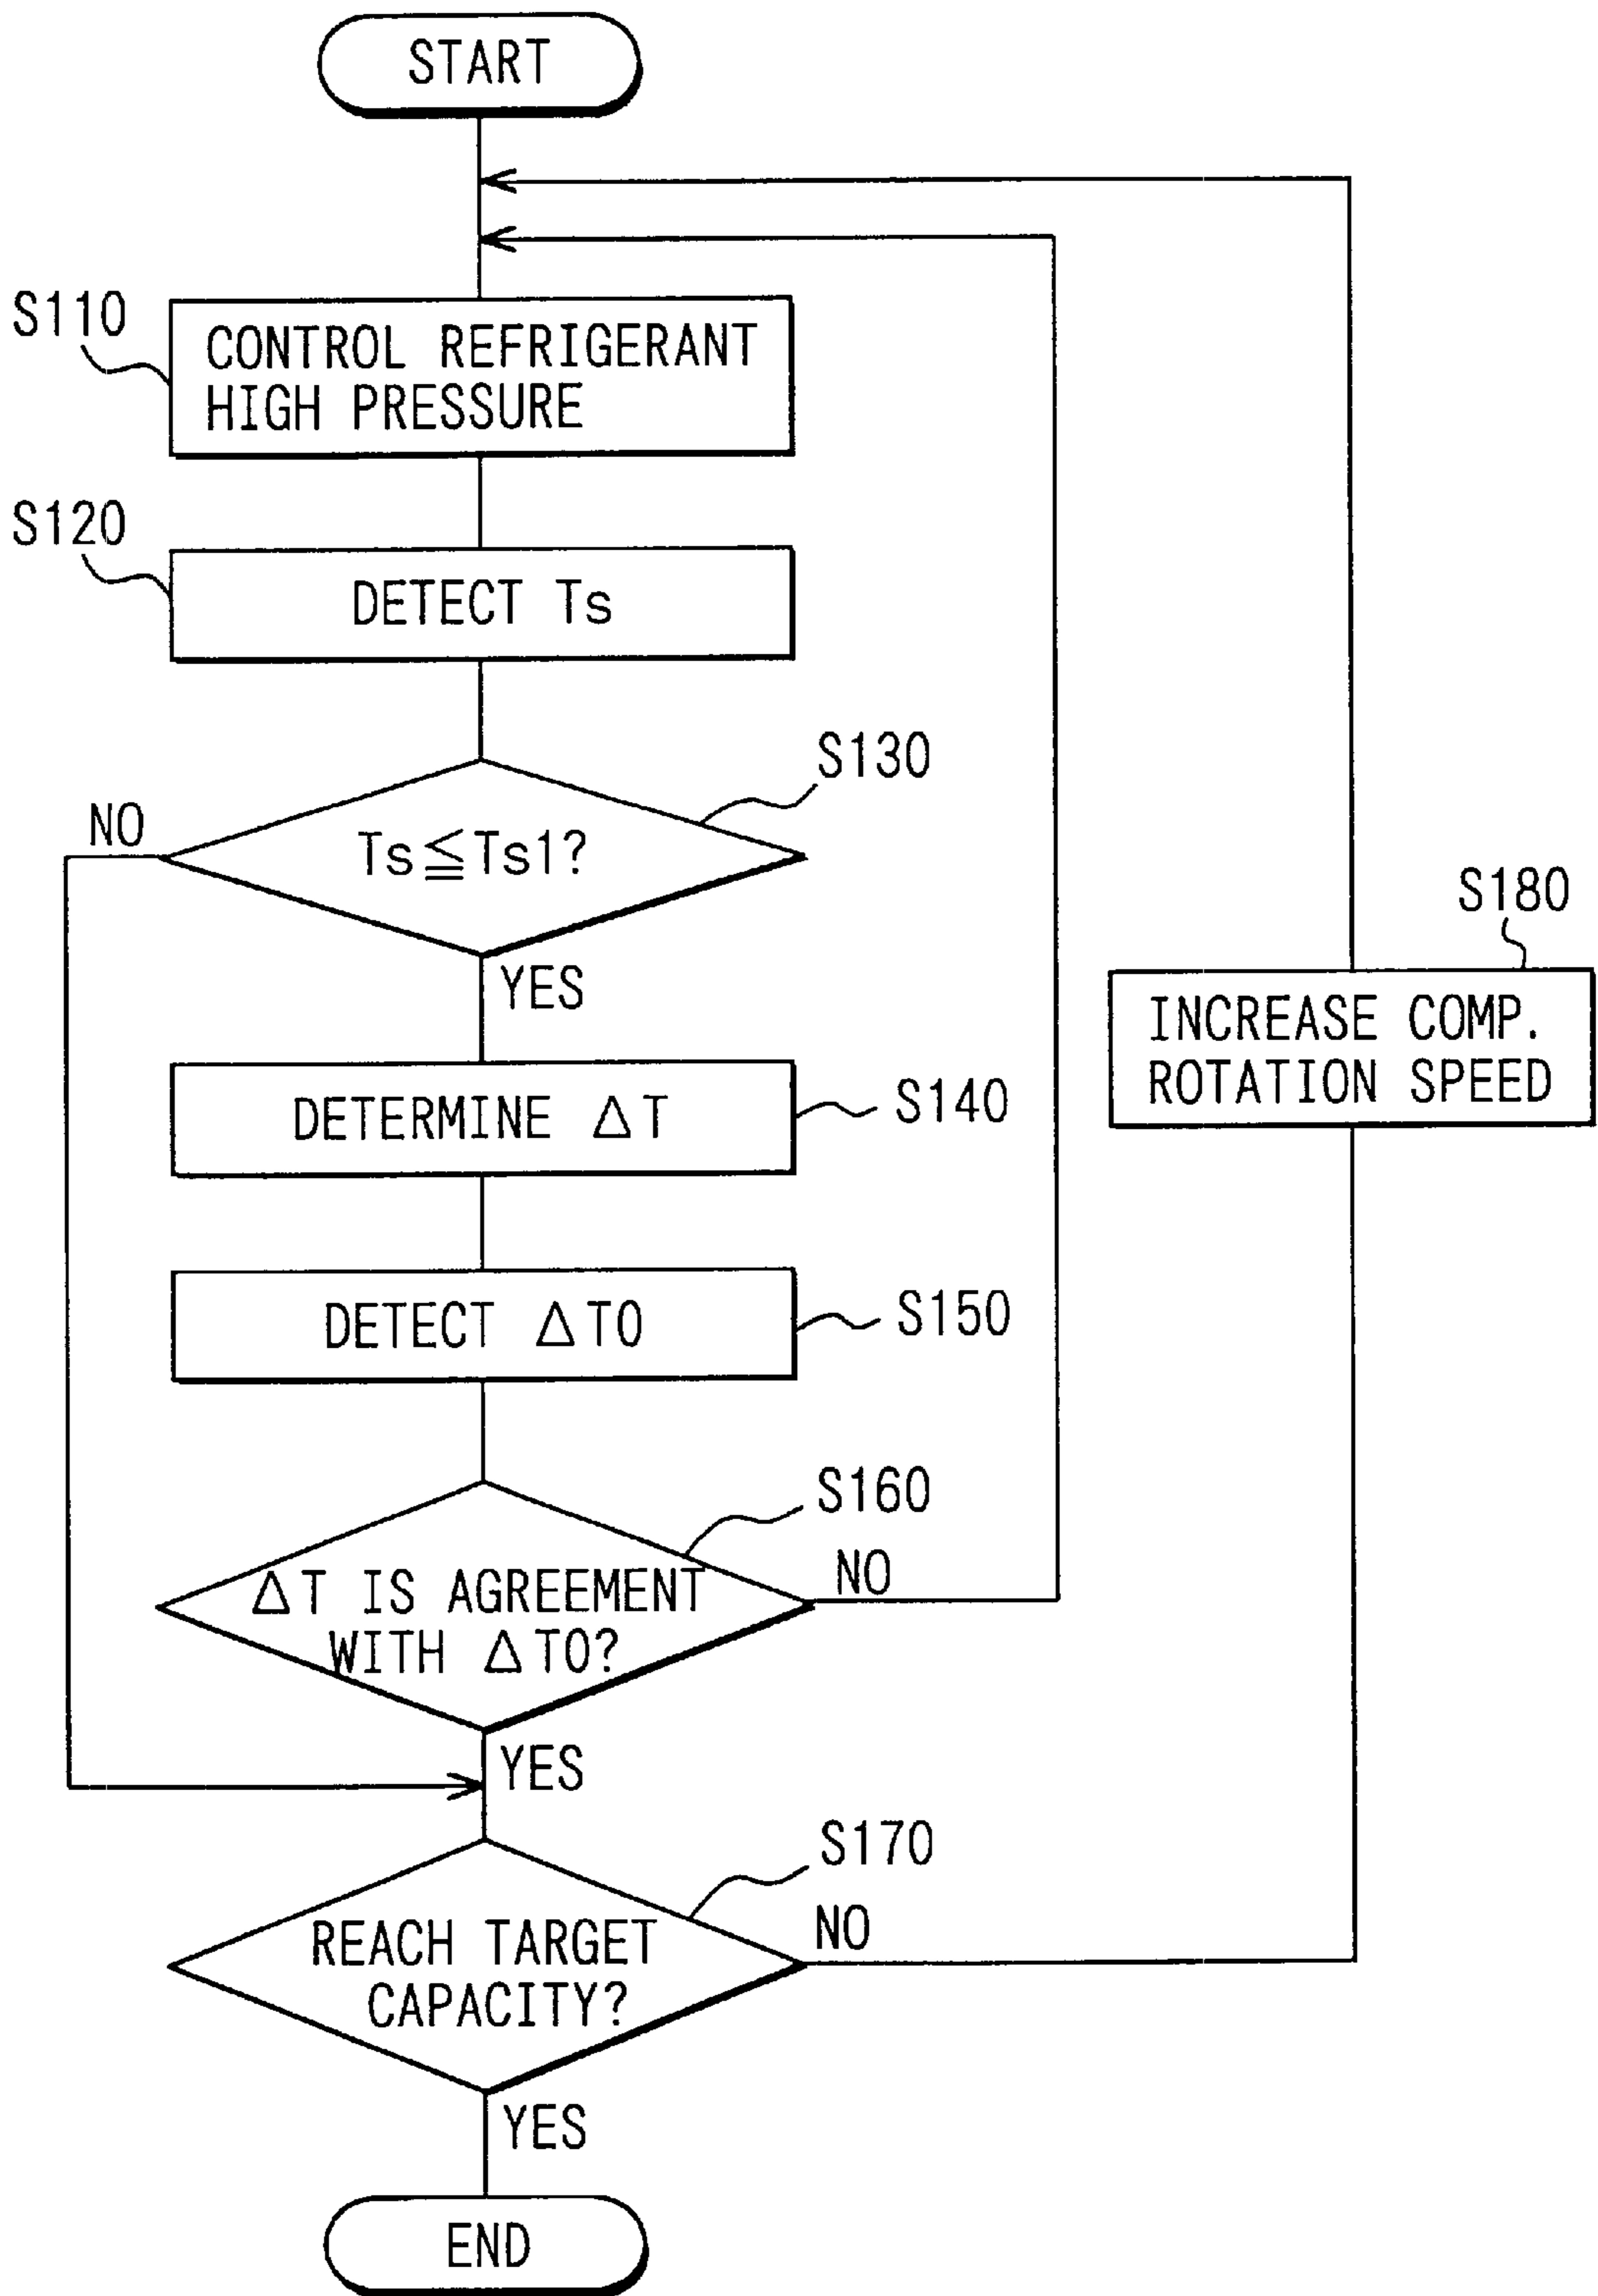 START
S110
CONTROL REFRIGERANT
HIGH PRESSURE
S120
DETECT Ts
S130
NO
Ts≦Ts1?
YES
S180
INCREASE COMP.
ROTATION SPEED
DETERMINE ΔT
S140
DETECT ΔT0
S150
S160
ΔT IS AGREEMENT
WITH ΔT0?
NO
YES
S170
REACH TARGET
CAPACITY?
NO
YES
END